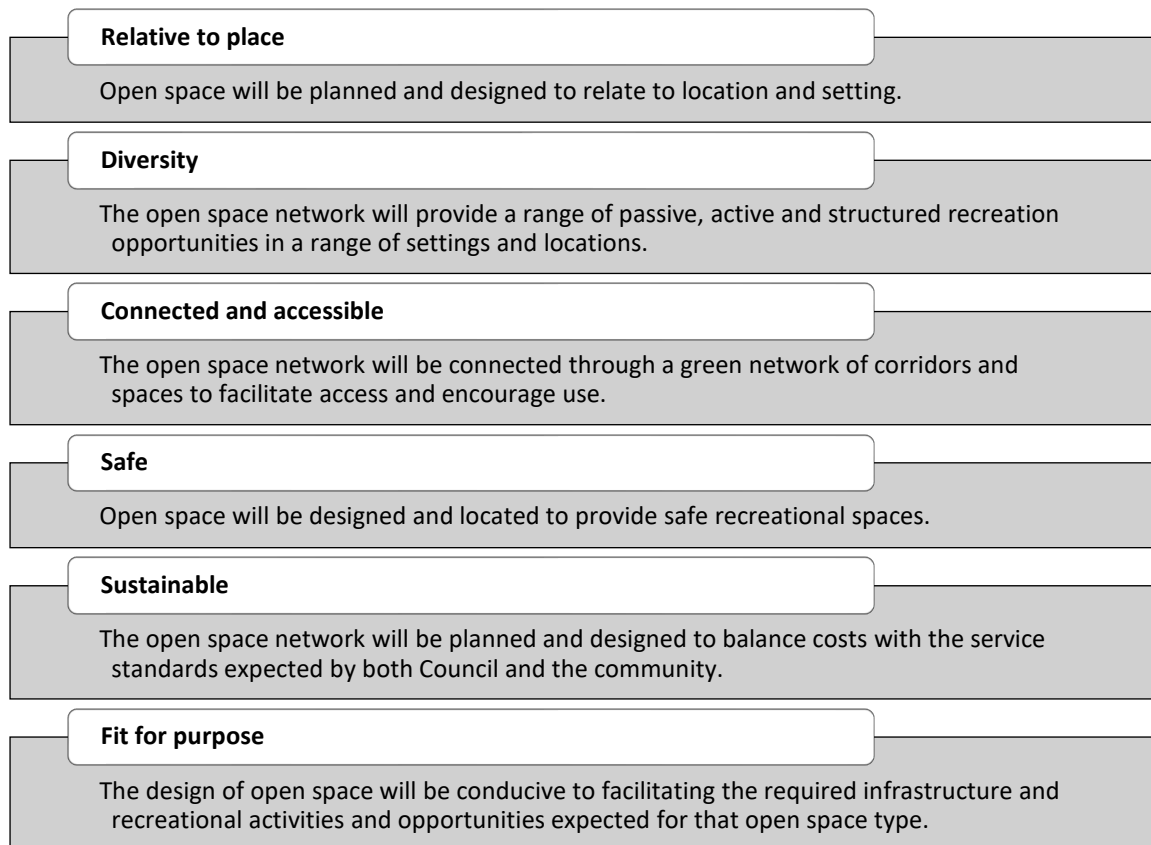 Relative to place
Open space will be planned and designed to relate to location and setting.
Diversity
The open space network will provide a range of passive, active and structured recreation
opportunities in a range of settings and locations.
Connected and accessible
The open space network will be connected through a green network of corridors and
spaces to facilitate access and encourage use.
Safe
Open space will be designed and located to provide safe recreational spaces.
Sustainable
The open space network will be planned and designed to balance costs with the service
standards expected by both Council and the community.
Fit for purpose
The design of open space will be conducive to facilitating the required infrastructure and
recreational activities and opportunities expected for that open space type.